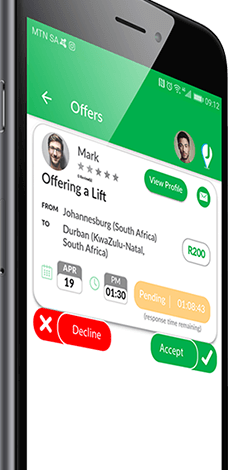 MTN SA
09:12
Offers
Mark
View Profile
Offering a Lift
FROM Johannesburg (South Africa)
TO Durban (KwaZulu-Natal,
South Africa)
R200
APR
19
PM
01:30
Pending 01:08:43
(response time remaining)
Decline
Accept